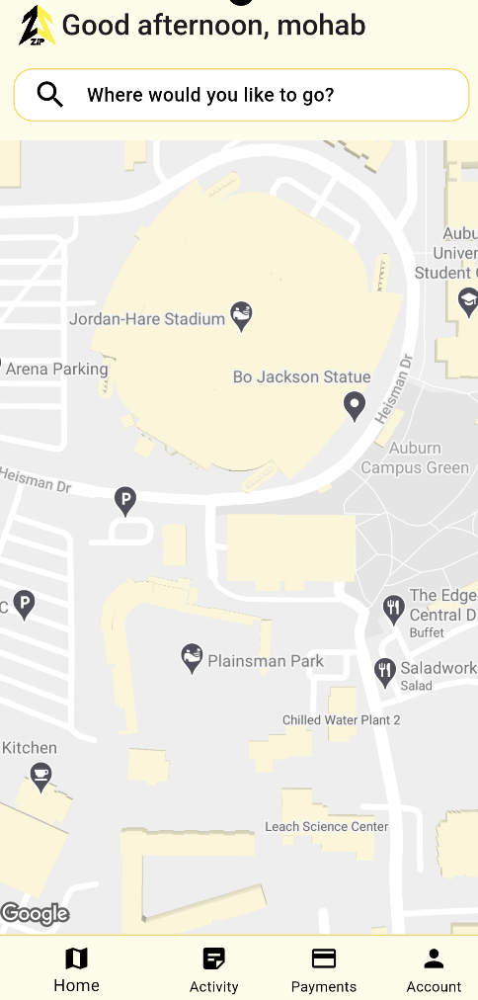 ZIP
Good afternoon, mohab
Where would you like to go?
Aubu
Univer
Student C
Jordan-Hare Stadium
Arena Parking
Bo Jackson Statue
Heisman Dr
Auburn
Campus Green
Heisman Dr
P
C
P
The Edge
Central D
Buffet
Plainsman Park
Saladwork
Salad
Chilled Water Plant 2
Kitchen
Leach Science Center
Google
Home
Activity
Payments
Account